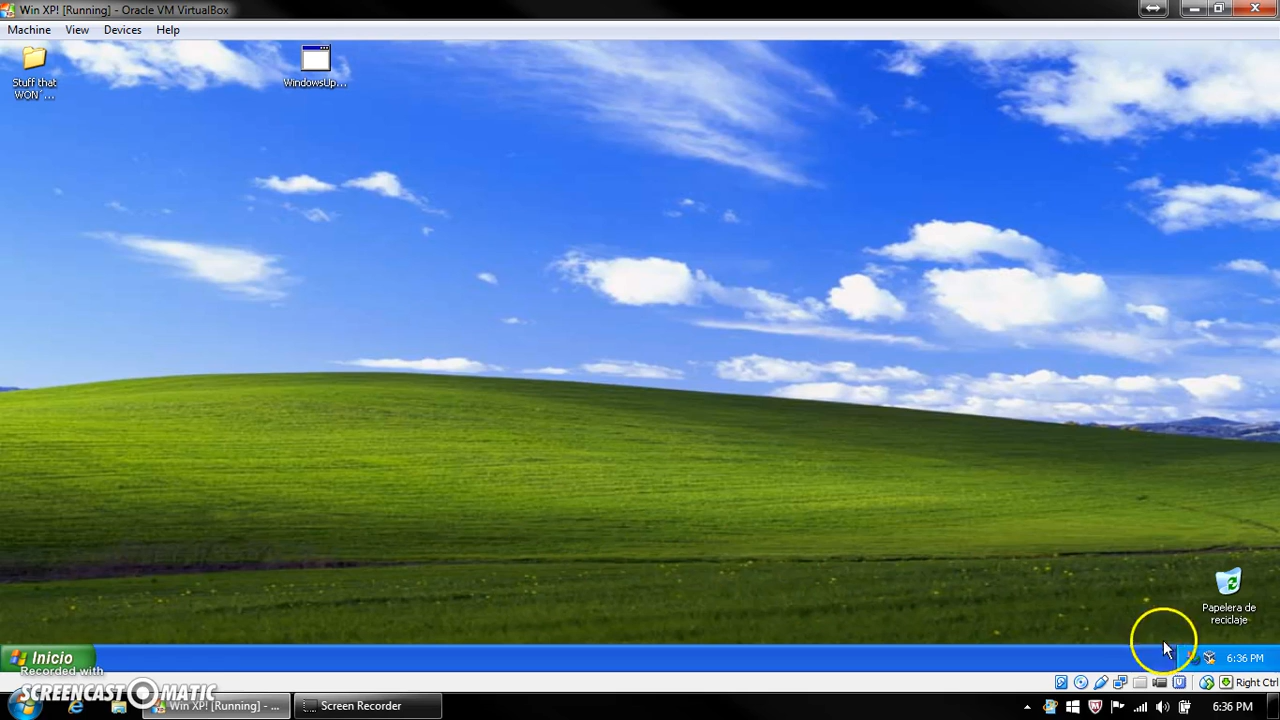 Win XP! [Running] - Oracle VM VirtualBox
Machine View Devices Help
Stuff that
WON~...
WindowsUp...
Papelera de
reciclaje
Inicio
6:36 PM
Recorded with
SCREENCAST MATIC
Right Ctrl
Win XP! [Running] - ...
Screen Recorder
6:36 PM